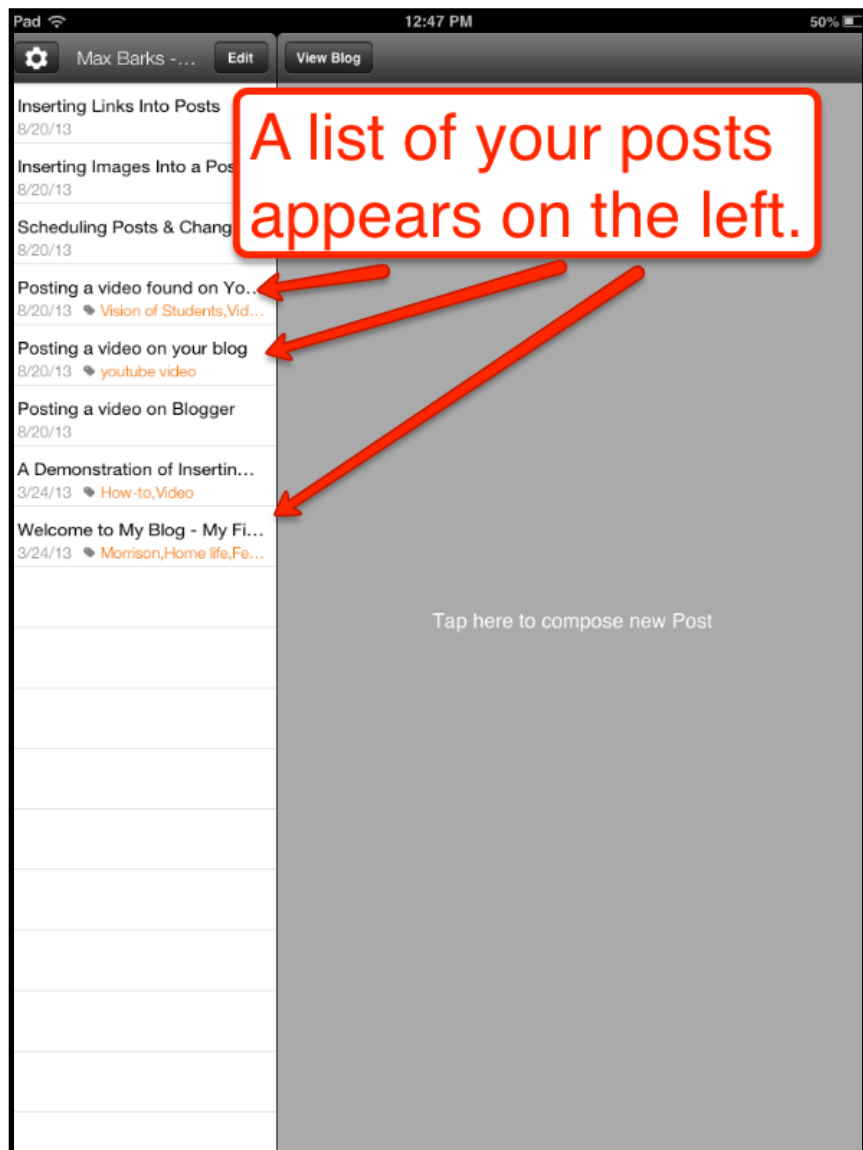 Pad 12:47 PM 50%
Max Barks -... Edit View Blog
Inserting Links Into Posts
8/20/13
Inserting Images Into a Pos
8/20/13
Scheduling Posts & Chang
8/20/13
A list of your posts
appears on the left.
Posting a video found on Yo...
8/20/13 Vision of Students,Vid...
Posting a video on your blog
8/20/13 youtube video
Posting a video on Blogger
8/20/13
A Demonstration of Insertin...
3/24/13 How-to,Video
Welcome to My Blog - My Fi...
3/24/13 Morrison,Home life,Fe...
Tap here to compose new Post